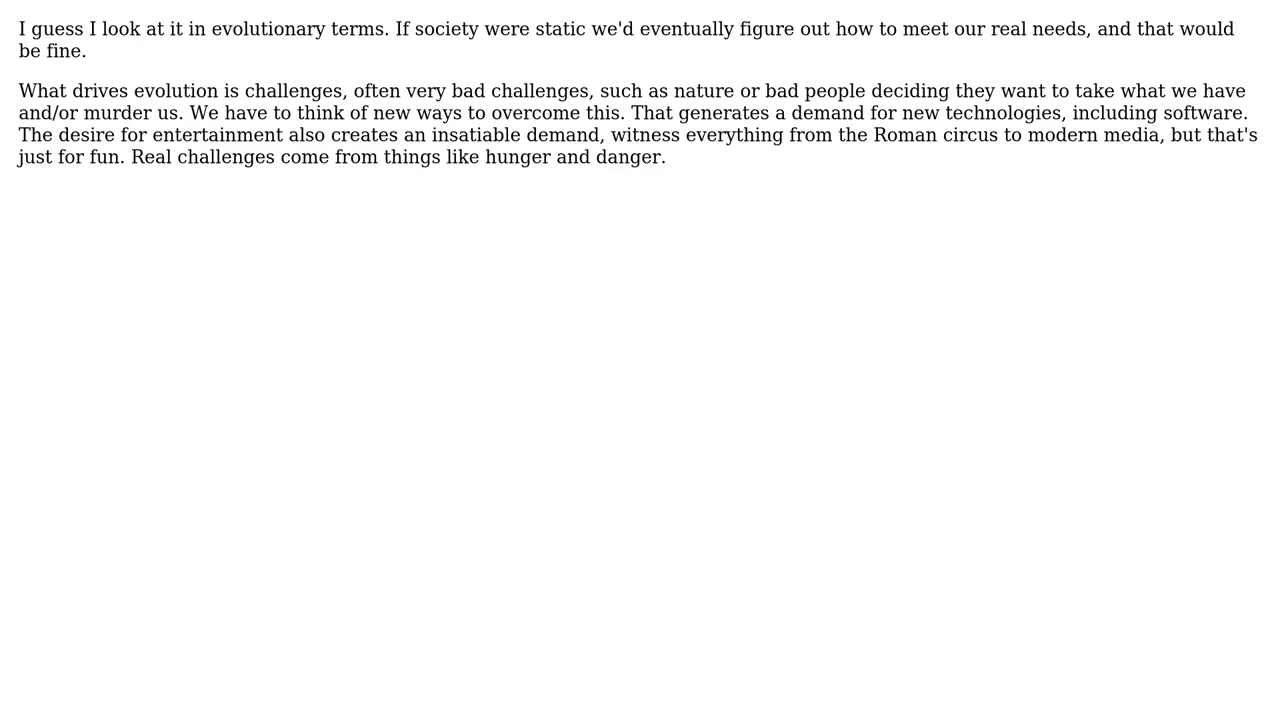 I guess I look at it in evolutionary terms. If society were static we'd eventually figure out how to meet our real needs, and that would
be fine.
What drives evolution is challenges, often very bad challenges, such as nature or bad people deciding they want to take what we have
and/or murder us. We have to think of new ways to overcome this. That generates a demand for new technologies, including software.
The desire for entertainment also creates an insatiable demand, witness everything from the Roman circus to modern media, but that's
just for fun. Real challenges come from things like hunger and danger.